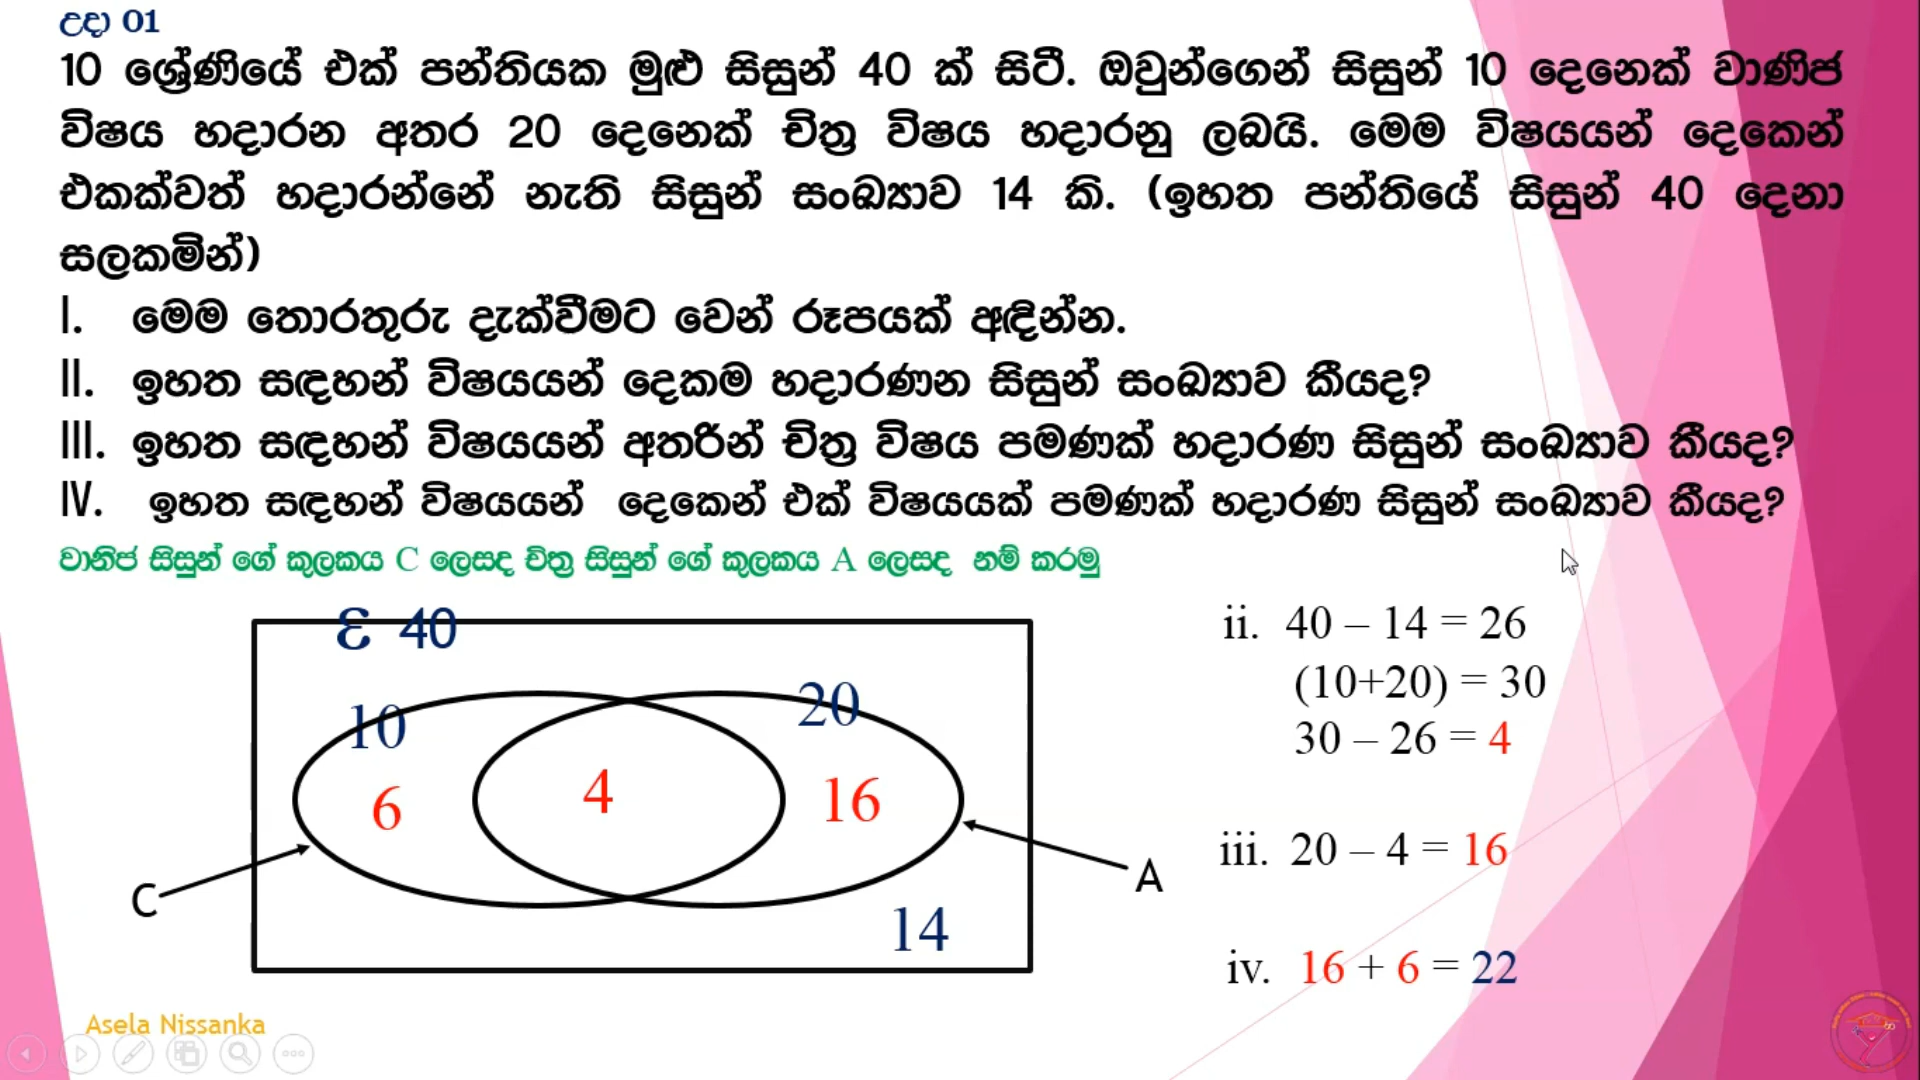 උදා 01
10 ශ්‍රේණියේ එක් පන්තියක මුළු සිසුන් 40 ක් සිටී. ඔවුන්ගෙන් සිසුන් 10 දෙනෙක් වාණිජ
විෂය හදාරන අතර 20 දෙනෙක් චිත්‍ර විෂය හදාරනු ලබයි. මෙම විෂයයන් දෙකෙන්
එකක්වත් හදාරන්නේ නැති සිසුන් සංඛ්‍යාව 14 කි. (ඉහත පන්තියේ සිසුන් 40 දෙනා
සලකමින්)
I. මෙම තොරතුරු දැක්වීමට වෙන් රූපයක් අඳින්න.
II. ඉහත සඳහන් විෂයයන් දෙකම හදාරණන සිසුන් සංඛ්‍යාව කීයද?
III. ඉහත සඳහන් විෂයයන් අතරින් චිත්‍ර විෂය පමණක් හදාරණ සිසුන් සංඛ්‍යාව කීයද?
IV. ඉහත සඳහන් විෂයයන් දෙකෙන් එක් විෂයයක් පමණක් හදාරණ සිසුන් සංඛ්‍යාව කීයද?
වානිජ සිසුන් ගේ කුලකය C ලෙසද චිත්‍ර සිසුන් ගේ කුලකය A ලෙසද නම් කරමු
ℇ 40
10
20
6
4
16
C
A
14
ii. 40 – 14 = 26
(10+20) = 30
30 – 26 = 4
iii. 20 – 4 = 16
iv. 16 + 6 = 22
Asela Nissanka